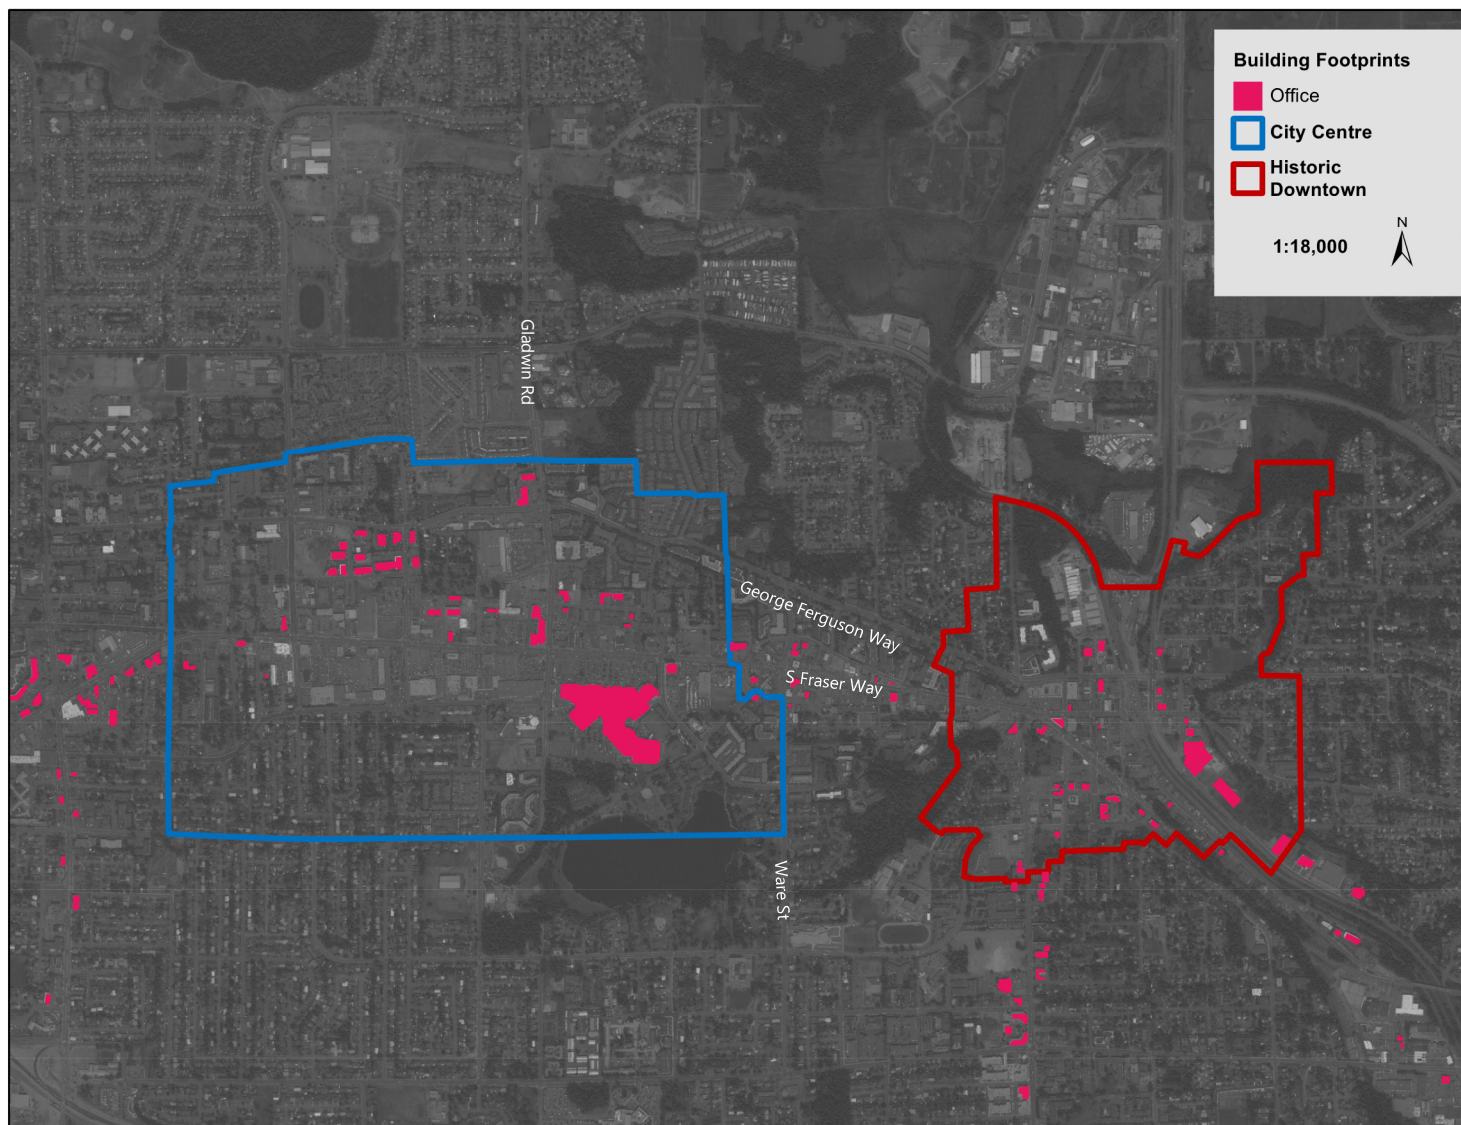 Building Footprints
Office
City Centre
Historic
Downtown
N
1:18,000
Gladwin Rd
George Ferguson Way
S Fraser Way
Ware St